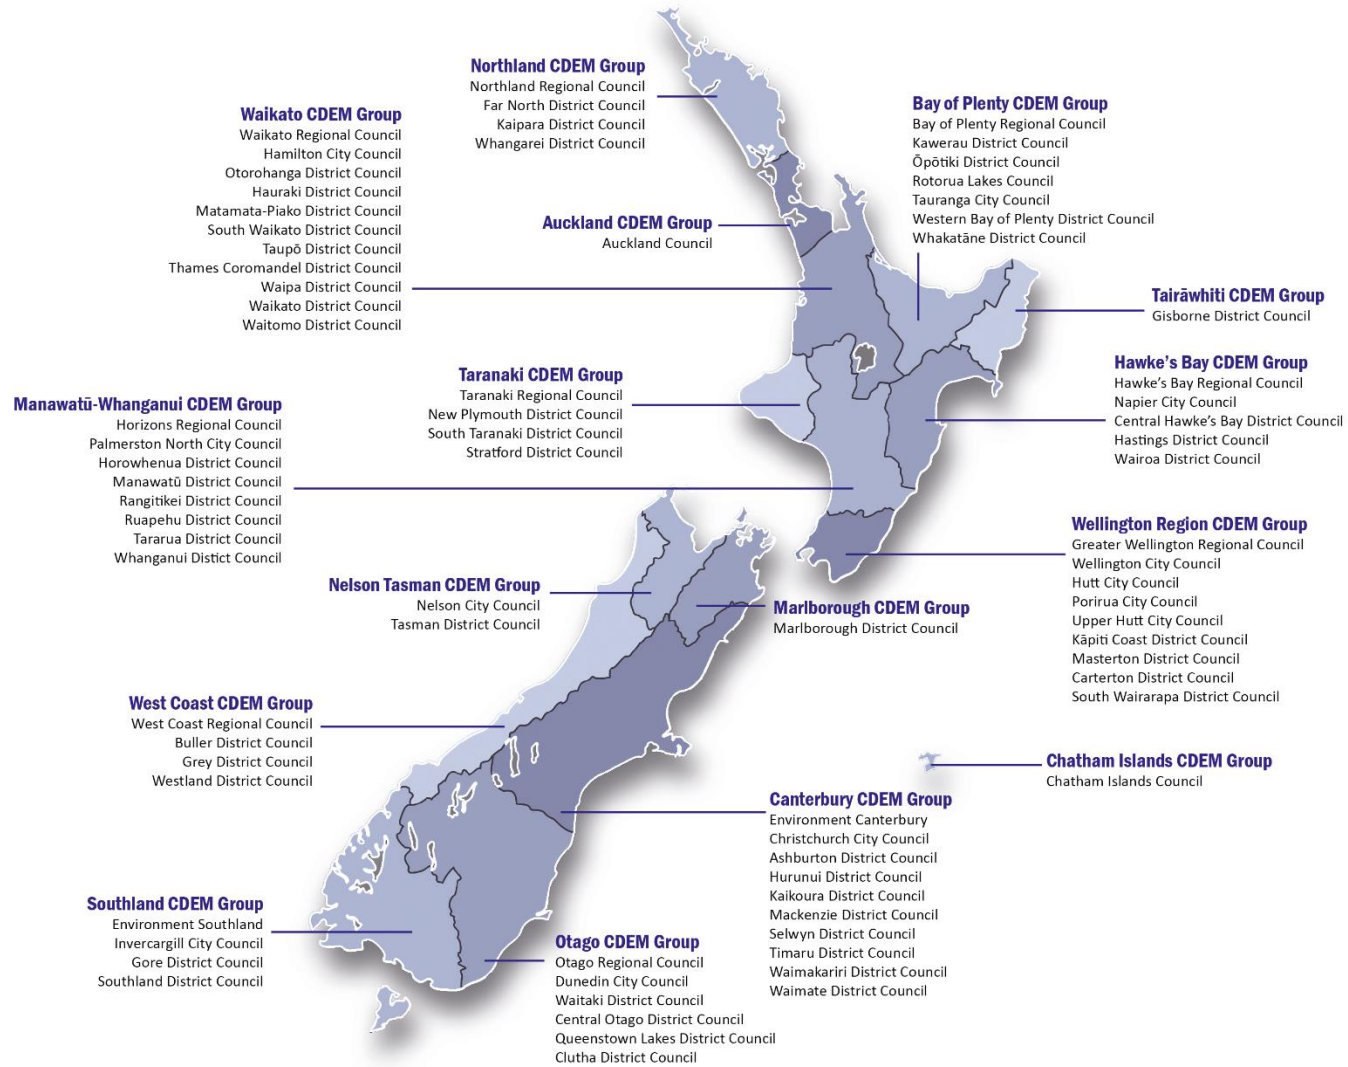 Northland CDEM Group
Northland Regional Council
Far North District Council
Kaipara District Council
Whangarei District Council
Waikato CDEM Group
Waikato Regional Council
Hamilton City Council
Otorohanga District Council
Hauraki District Council
Matamata-Piako District Council
South Waikato District Council
Taupō District Council
Thames Coromandel District Council
Waipa District Council
Waikato District Council
Waitomo District Council
Bay of Plenty CDEM Group
Bay of Plenty Regional Council
Kawerau District Council
Ōpōtiki District Council
Rotorua Lakes Council
Tauranga City Council
Western Bay of Plenty District Council
Whakatāne District Council
Auckland CDEM Group
Auckland Council
Tairāwhiti CDEM Group
Gisborne District Council
Taranaki CDEM Group
Taranaki Regional Council
New Plymouth District Council
South Taranaki District Council
Stratford District Council
Hawke's Bay CDEM Group
Hawke's Bay Regional Council
Napier City Council
Central Hawke's Bay District Council
Hastings District Council
Wairoa District Council
Manawatū-Whanganui CDEM Group
Horizons Regional Council
Palmerston North City Council
Horowhenua District Council
Manawatū District Council
Rangitikei District Council
Ruapehu District Council
Tararua District Council
Whanganui Distict Council
Wellington Region CDEM Group
Greater Wellington Regional Council
Wellington City Council
Hutt City Council
Porirua City Council
Upper Hutt City Council
Kāpiti Coast District Council
Masterton District Council
Carterton District Council
South Wairarapa District Council
Nelson Tasman CDEM Group
Nelson City Council
Tasman District Council
Marlborough CDEM Group
Marlborough District Council
West Coast CDEM Group
West Coast Regional Council
Buller District Council
Grey District Council
Westland District Council
Chatham Islands CDEM Group
Chatham Islands Council
Canterbury CDEM Group
Environment Canterbury
Christchurch City Council
Ashburton District Council
Hurunui District Council
Kaikoura District Council
Mackenzie District Council
Selwyn District Council
Timaru District Council
Waimakariri District Council
Waimate District Council
Southland CDEM Group
Environment Southland
Invercargill City Council
Gore District Council
Southland District Council
Otago CDEM Group
Otago Regional Council
Dunedin City Council
Waitaki District Council
Central Otago District Council
Queenstown Lakes District Council
Clutha District Council